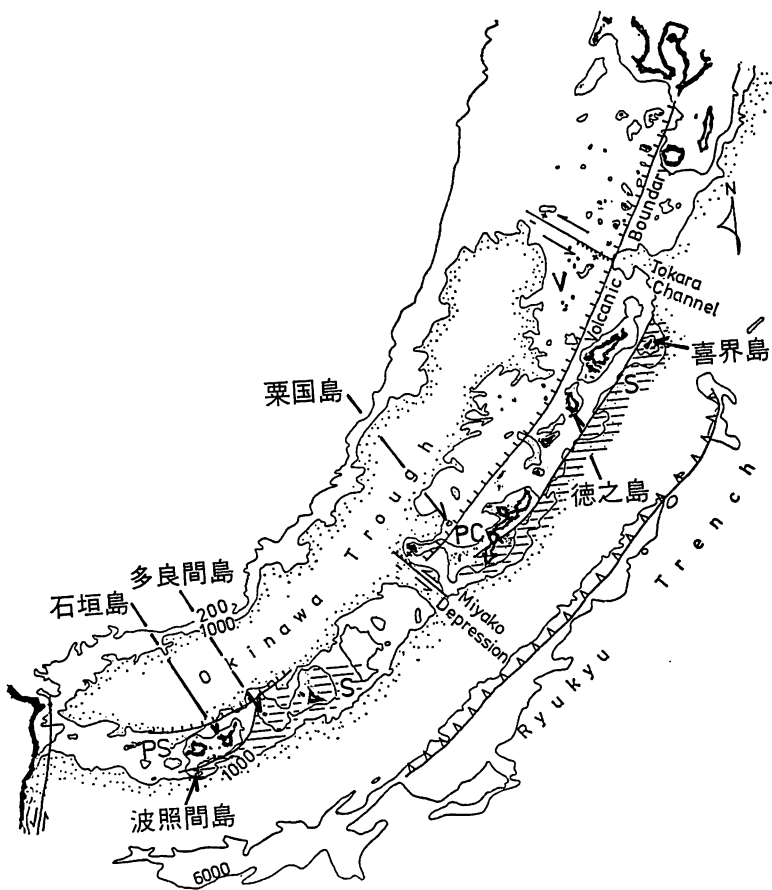 N
Volcanic Boundary
Tokara
Channel
V
喜界島
S
粟国島
徳之島
PC
Okinawa Trough
Miyako
Depression
Ryukyu Trench
多良間島
石垣島
200
1000
S
PS
1000
波照間島
6000